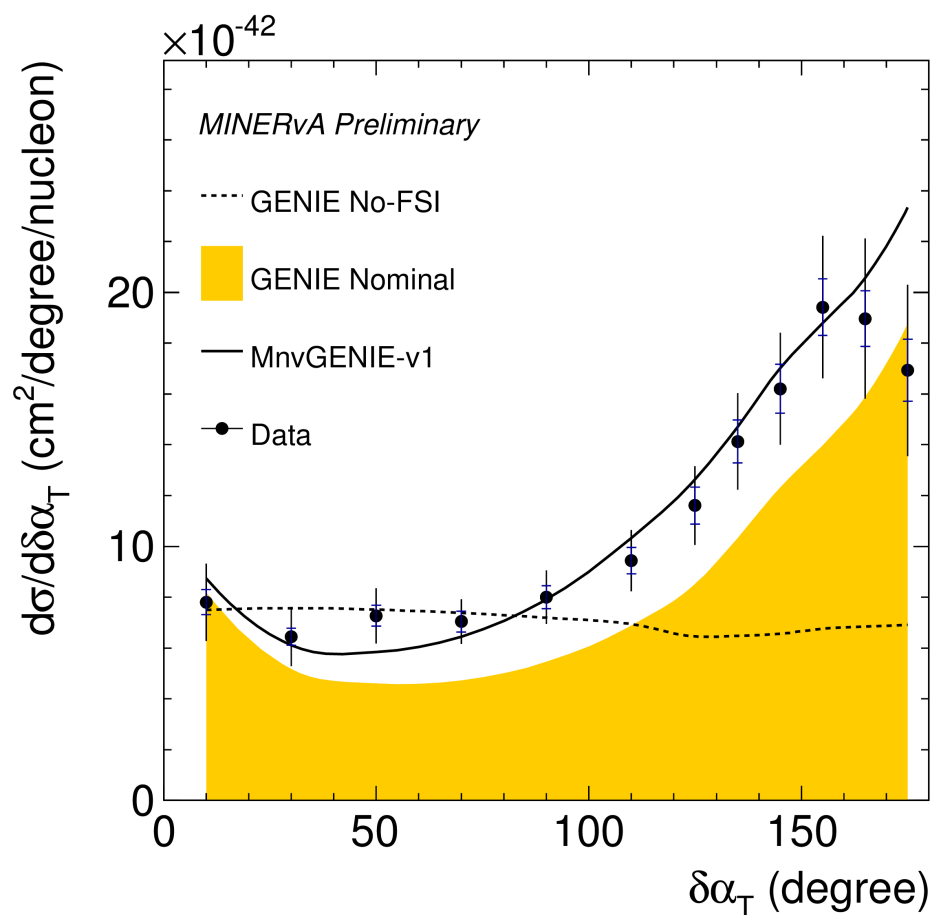 ×10⁻⁴²
MINERvA Preliminary
GENIE No-FSI
GENIE Nominal
MnvGENIE-v1
Data
dσ/dδα_T (cm²/degree/nucleon)
20
10
0
0 50 100 150
δα_T (degree)